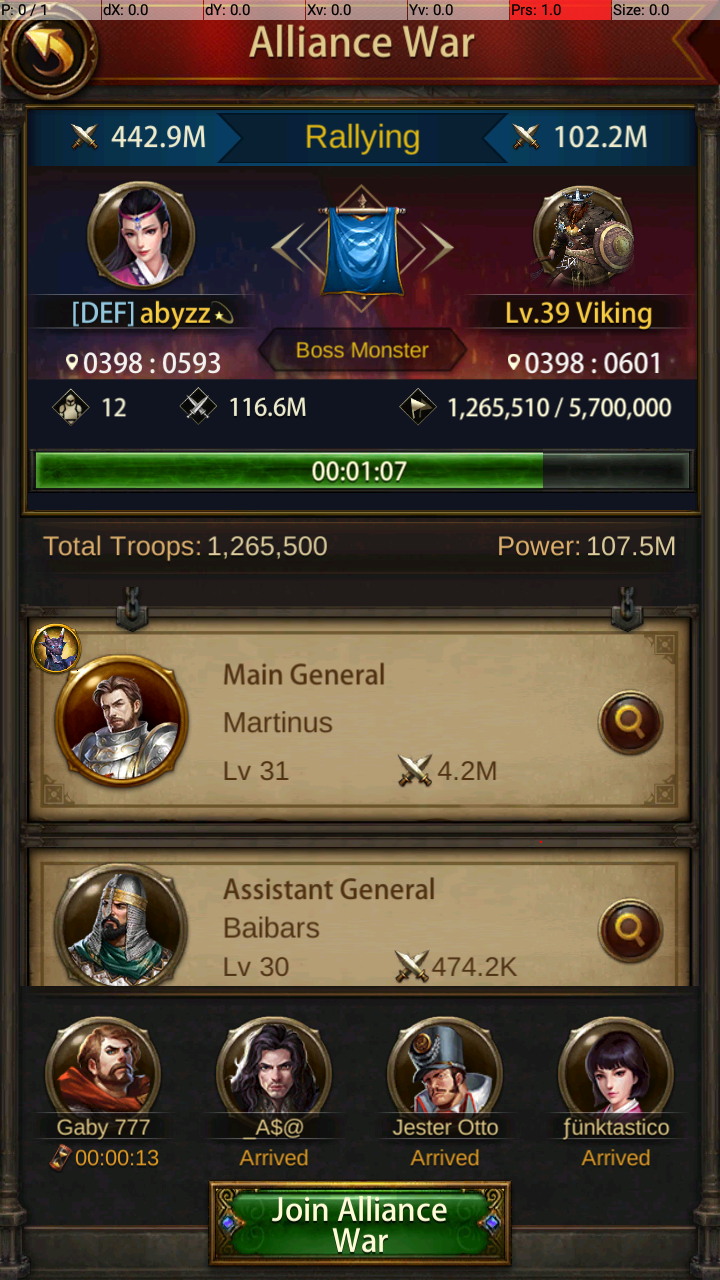 P: 0 / 1 dX: 0.0 dY: 0.0 Xv: 0.0 Yv: 0.0 Prs: 1.0 Size: 0.0
Alliance War
442.9M Rallying 102.2M
[DEF] abyzz Lv.39 Viking
0398 : 0593 Boss Monster 0398 : 0601
12 116.6M 1,265,510 / 5,700,000
00:01:07
Total Troops: 1,265,500 Power: 107.5M
Main General
Martinus
Lv 31 4.2M
Assistant General
Baibars
Lv 30 474.2K
Gaby 777 _A$@ Jester Otto fünktastico
00:00:13 Arrived Arrived Arrived
Join Alliance
War